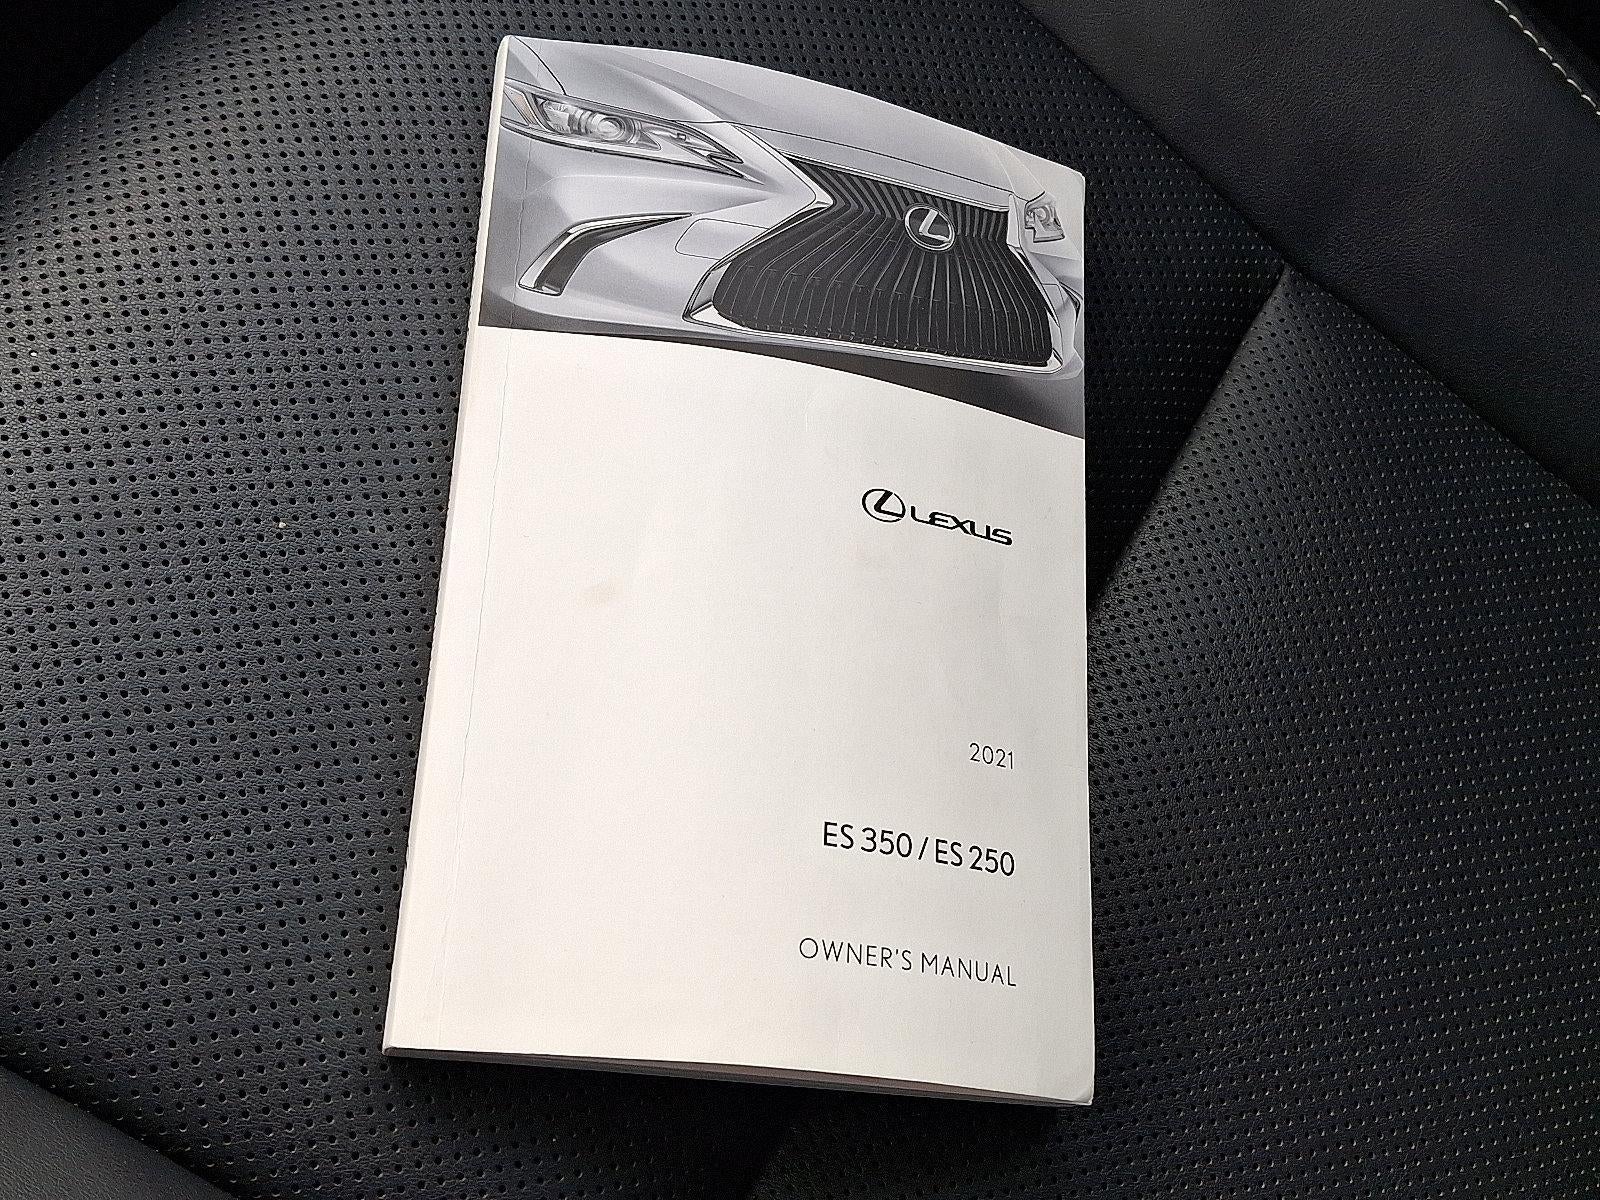 LEXUS
2021
ES 350 / ES 250
OWNER'S MANUAL